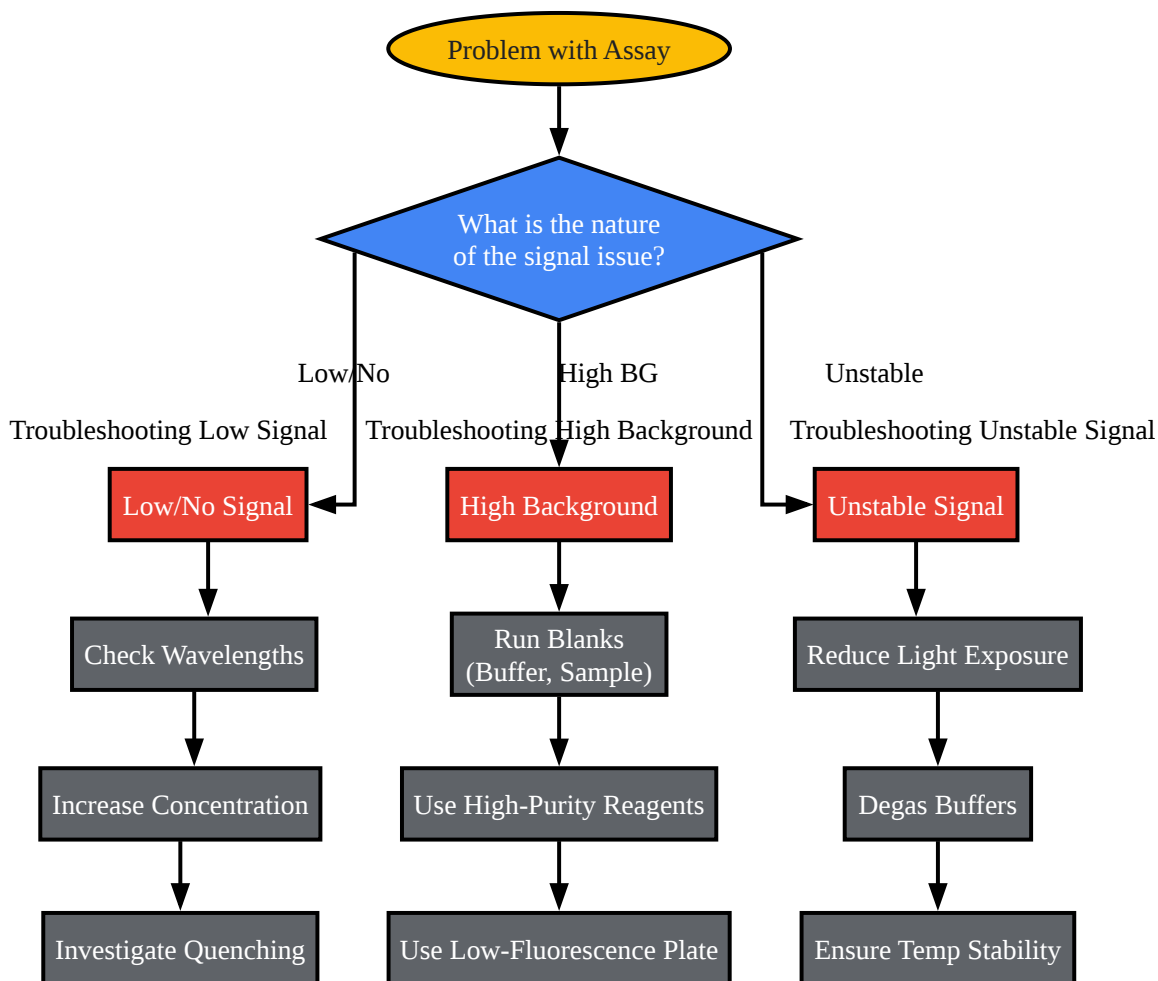 Problem with Assay
What is the nature
of the signal issue?
Low/No
High BG
Unstable
Troubleshooting Low Signal
Troubleshooting High Background
Troubleshooting Unstable Signal
Low/No Signal
High Background
Unstable Signal
Check Wavelengths
Run Blanks
(Buffer, Sample)
Reduce Light Exposure
Increase Concentration
Use High-Purity Reagents
Degas Buffers
Investigate Quenching
Use Low-Fluorescence Plate
Ensure Temp Stability